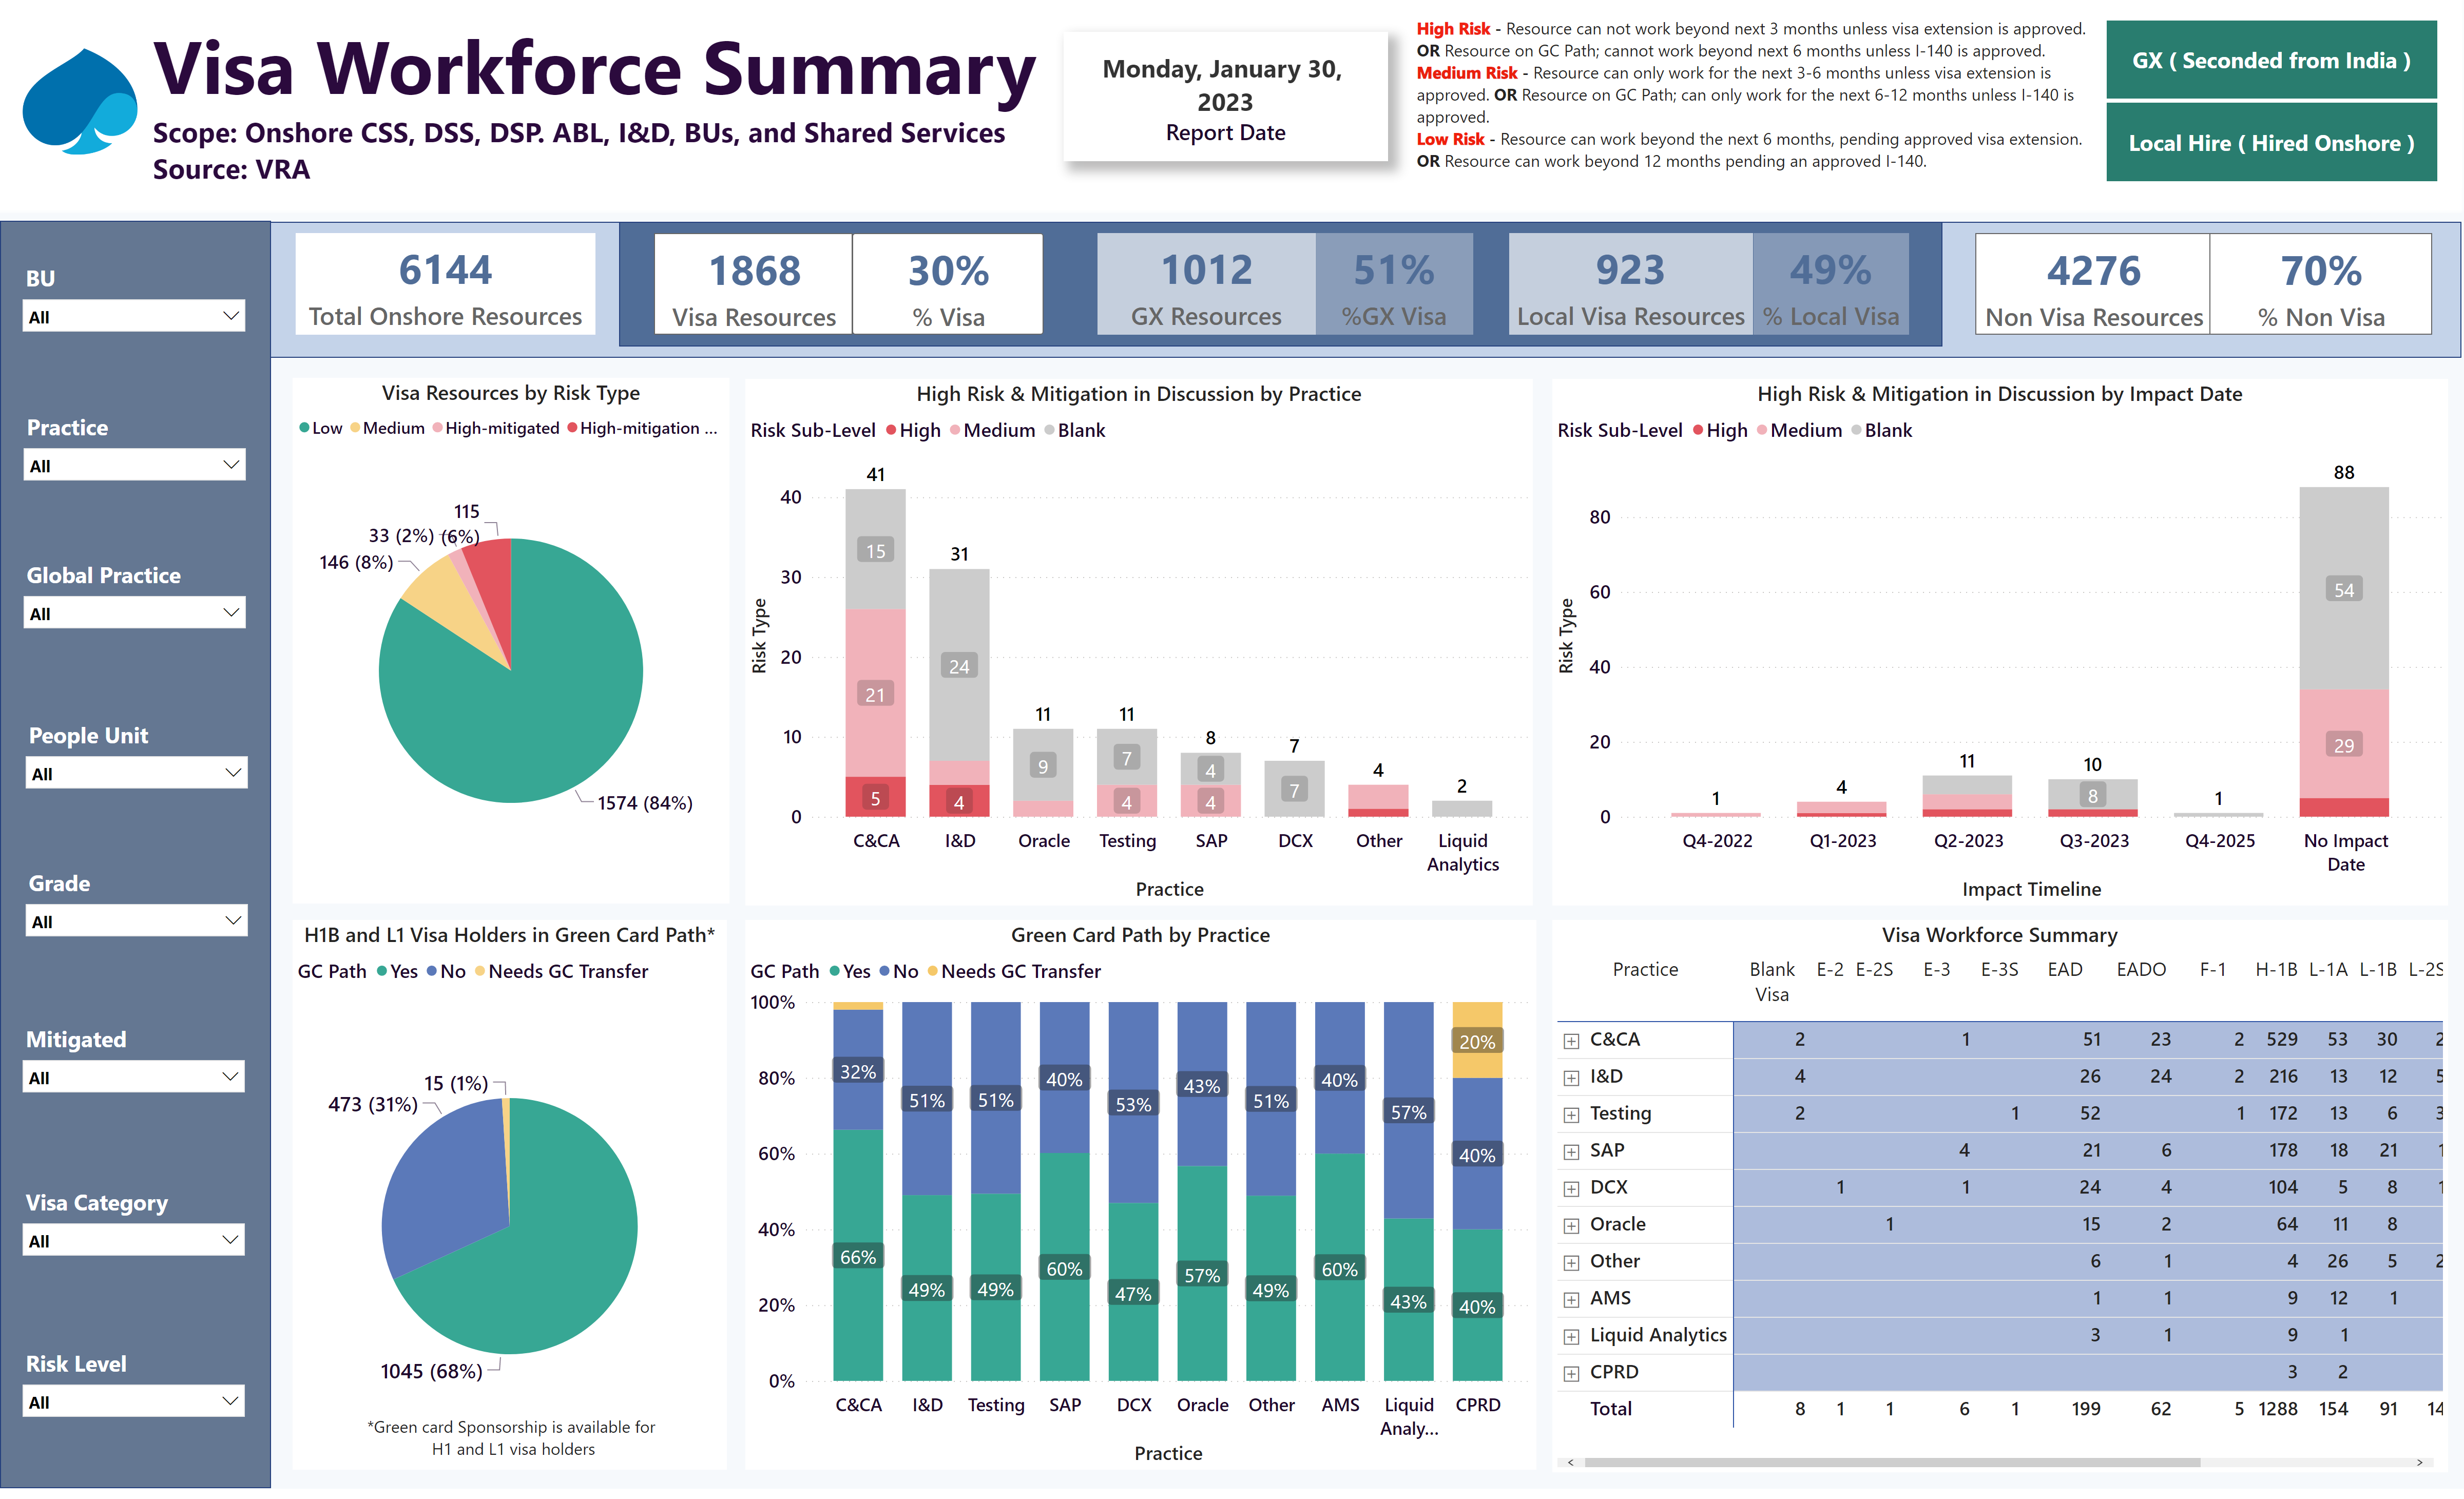 Visa Workforce Summary
Scope: Onshore CSS, DSS, DSP. ABL, I&D, BUs, and Shared Services
Source: VRA
Monday, January 30,
2023
Report Date
High Risk - Resource can not work beyond next 3 months unless visa extension is approved.
OR Resource on GC Path; cannot work beyond next 6 months unless I-140 is approved.
Medium Risk - Resource can only work for the next 3-6 months unless visa extension is
approved. OR Resource on GC Path; can only work for the next 6-12 months unless I-140 is
approved.
Low Risk - Resource can work beyond the next 6 months, pending approved visa extension.
OR Resource can work beyond 12 months pending an approved I-140.
GX ( Seconded from India )
Local Hire ( Hired Onshore )
BU
All
Practice
All
Global Practice
All
People Unit
All
Grade
All
Mitigated
All
Visa Category
All
Risk Level
All
6144
Total Onshore Resources
1868
Visa Resources
30%
% Visa
1012
GX Resources
51%
%GX Visa
923
Local Visa Resources
49%
% Local Visa
4276
Non Visa Resources
70%
% Non Visa
Visa Resources by Risk Type
Low Medium High-mitigated High-mitigation ...
115
(6%)
33 (2%)
146 (8%)
1574 (84%)
High Risk & Mitigation in Discussion by Practice
Risk Sub-Level High Medium Blank
Risk Type
40
30
20
10
0
41
15
21
5
31
24
4
11
9
11
7
4
8
4
4
7
7
4
2
C&CA I&D Oracle Testing SAP DCX Other Liquid
Analytics
Practice
High Risk & Mitigation in Discussion by Impact Date
Risk Sub-Level High Medium Blank
Risk Type
80
60
40
20
0
1
4
11
10
8
1
88
54
29
Q4-2022 Q1-2023 Q2-2023 Q3-2023 Q4-2025 No Impact
Date
Impact Timeline
H1B and L1 Visa Holders in Green Card Path*
GC Path Yes No Needs GC Transfer
15 (1%)
473 (31%)
1045 (68%)
*Green card Sponsorship is available for
H1 and L1 visa holders
Green Card Path by Practice
GC Path Yes No Needs GC Transfer
100%
80%
60%
40%
20%
0%
32%
66%
51%
49%
51%
49%
40%
60%
53%
47%
43%
57%
51%
49%
40%
60%
57%
43%
20%
40%
40%
C&CA I&D Testing SAP DCX Oracle Other AMS Liquid CPRD
Analy...
Practice
Visa Workforce Summary
Practice Blank E-2 E-2S E-3 E-3S EAD EADO F-1 H-1B L-1A L-1B L-2S
Visa
C&CA 2 1 51 23 2 529 53 30 2
I&D 4 26 24 2 216 13 12 5
Testing 2 1 52 1 172 13 6 3
SAP 4 21 6 178 18 21 1
DCX 1 1 24 4 104 5 8 1
Oracle 1 15 2 64 11 8
Other 6 1 4 26 5 2
AMS 1 1 9 12 1
Liquid Analytics 3 1 9 1
CPRD 3 2
Total 8 1 1 6 1 199 62 5 1288 154 91 14